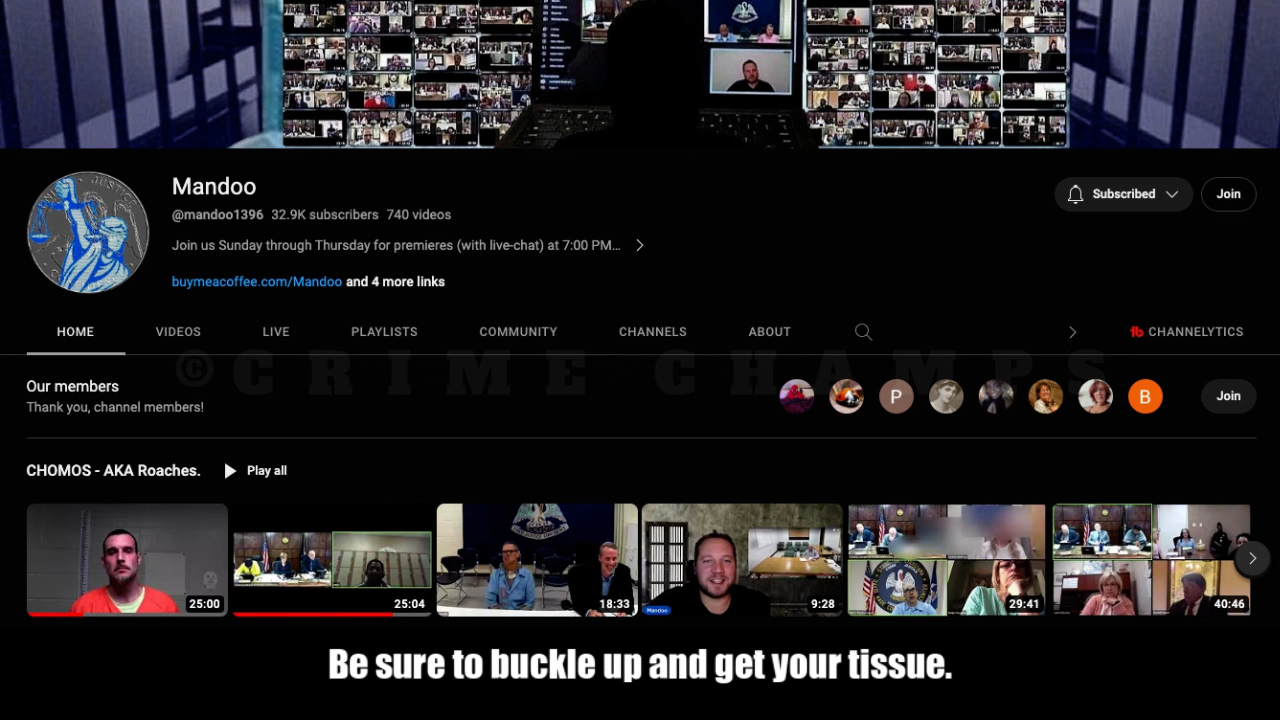 Mandoo
@mandoo1396 32.9K subscribers 740 videos
Join us Sunday through Thursday for premieres (with live-chat) at 7:00 PM...
buymeacoffee.com/Mandoo and 4 more links
Subscribed
Join
HOME VIDEOS LIVE PLAYLISTS COMMUNITY CHANNELS ABOUT CHANNELYTICS
©CRIME CHAMPS
Our members
Thank you, channel members!
P
B
Join
CHOMOS - AKA Roaches. Play all
25:00
25:04
18:33
Mandoo
9:28
29:41
40:46
Be sure to buckle up and get your tissue.